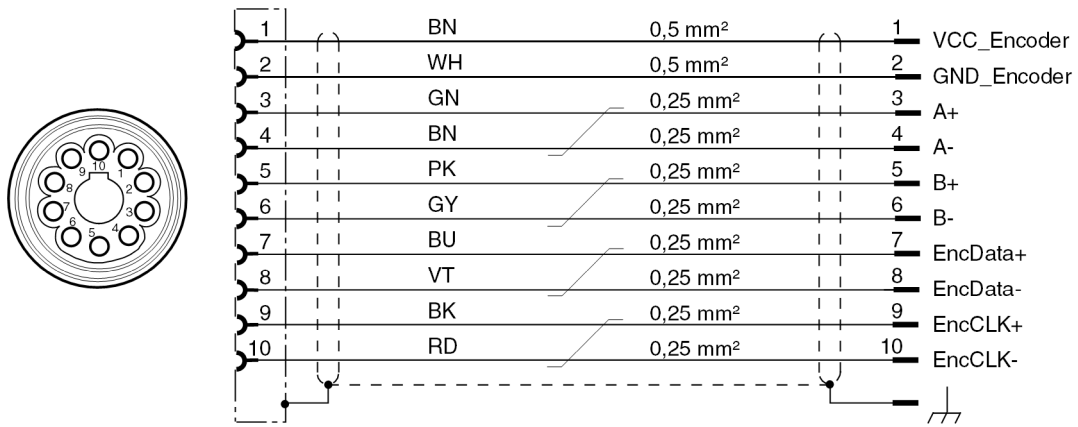 1 BN 0,5 mm² 1 VCC_Encoder
2 WH 0,5 mm² 2 GND_Encoder
3 GN 0,25 mm² 3 A+
4 BN 0,25 mm² 4 A-
5 PK 0,25 mm² 5 B+
6 GY 0,25 mm² 6 B-
7 BU 0,25 mm² 7 EncData+
8 VT 0,25 mm² 8 EncData-
9 BK 0,25 mm² 9 EncCLK+
10 RD 0,25 mm² 10 EncCLK-
10
9 1
8 2
7 3
6 4
5